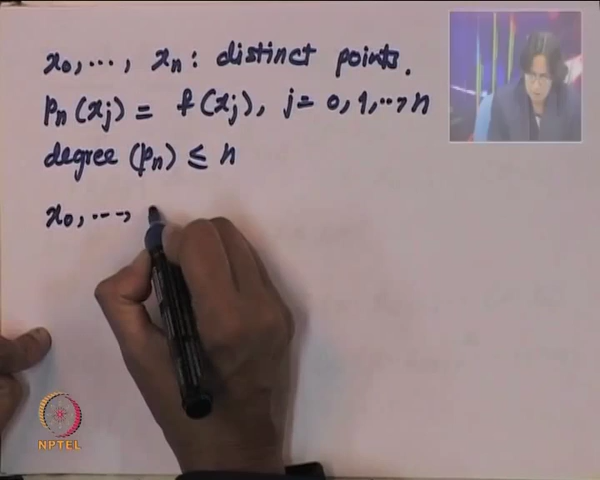 x₀, ..., xₙ : distinct points.
pₙ(xⱼ) = f(xⱼ), j = 0, 1, ..., n
degree (pₙ) ≤ n
x₀, ...,
NPTEL